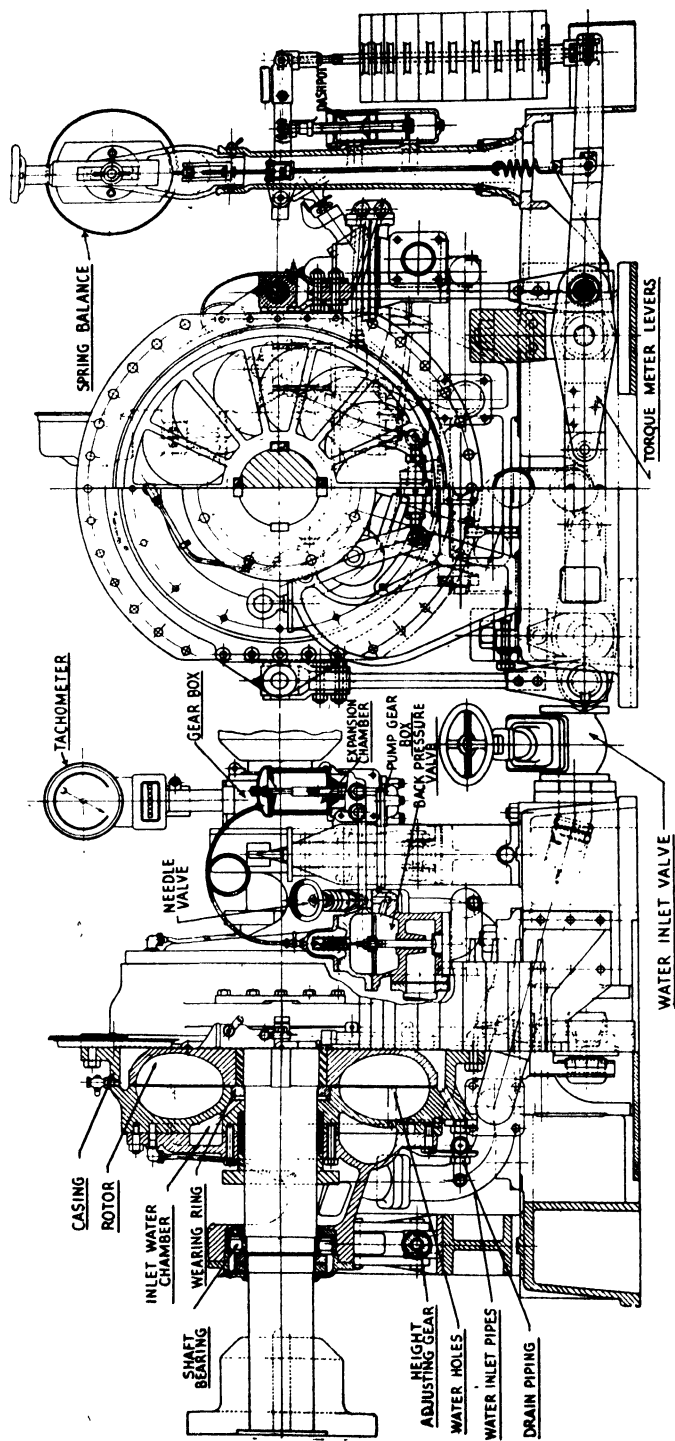 SPRING BALANCE
DASHPOT
TORQUE METER LEVERS
TACHOMETER
GEAR BOX
EXPANSION
CHAMBER
PUMP GEAR
BOX
BACK PRESSURE
VALVE
NEEDLE
VALVE
WATER INLET VALVE
CASING
ROTOR
INLET WATER
CHAMBER
WEARING RING
SHAFT
BEARING
HEIGHT
ADJUSTING GEAR
WATER HOLES
WATER INLET PIPES
DRAIN PIPING